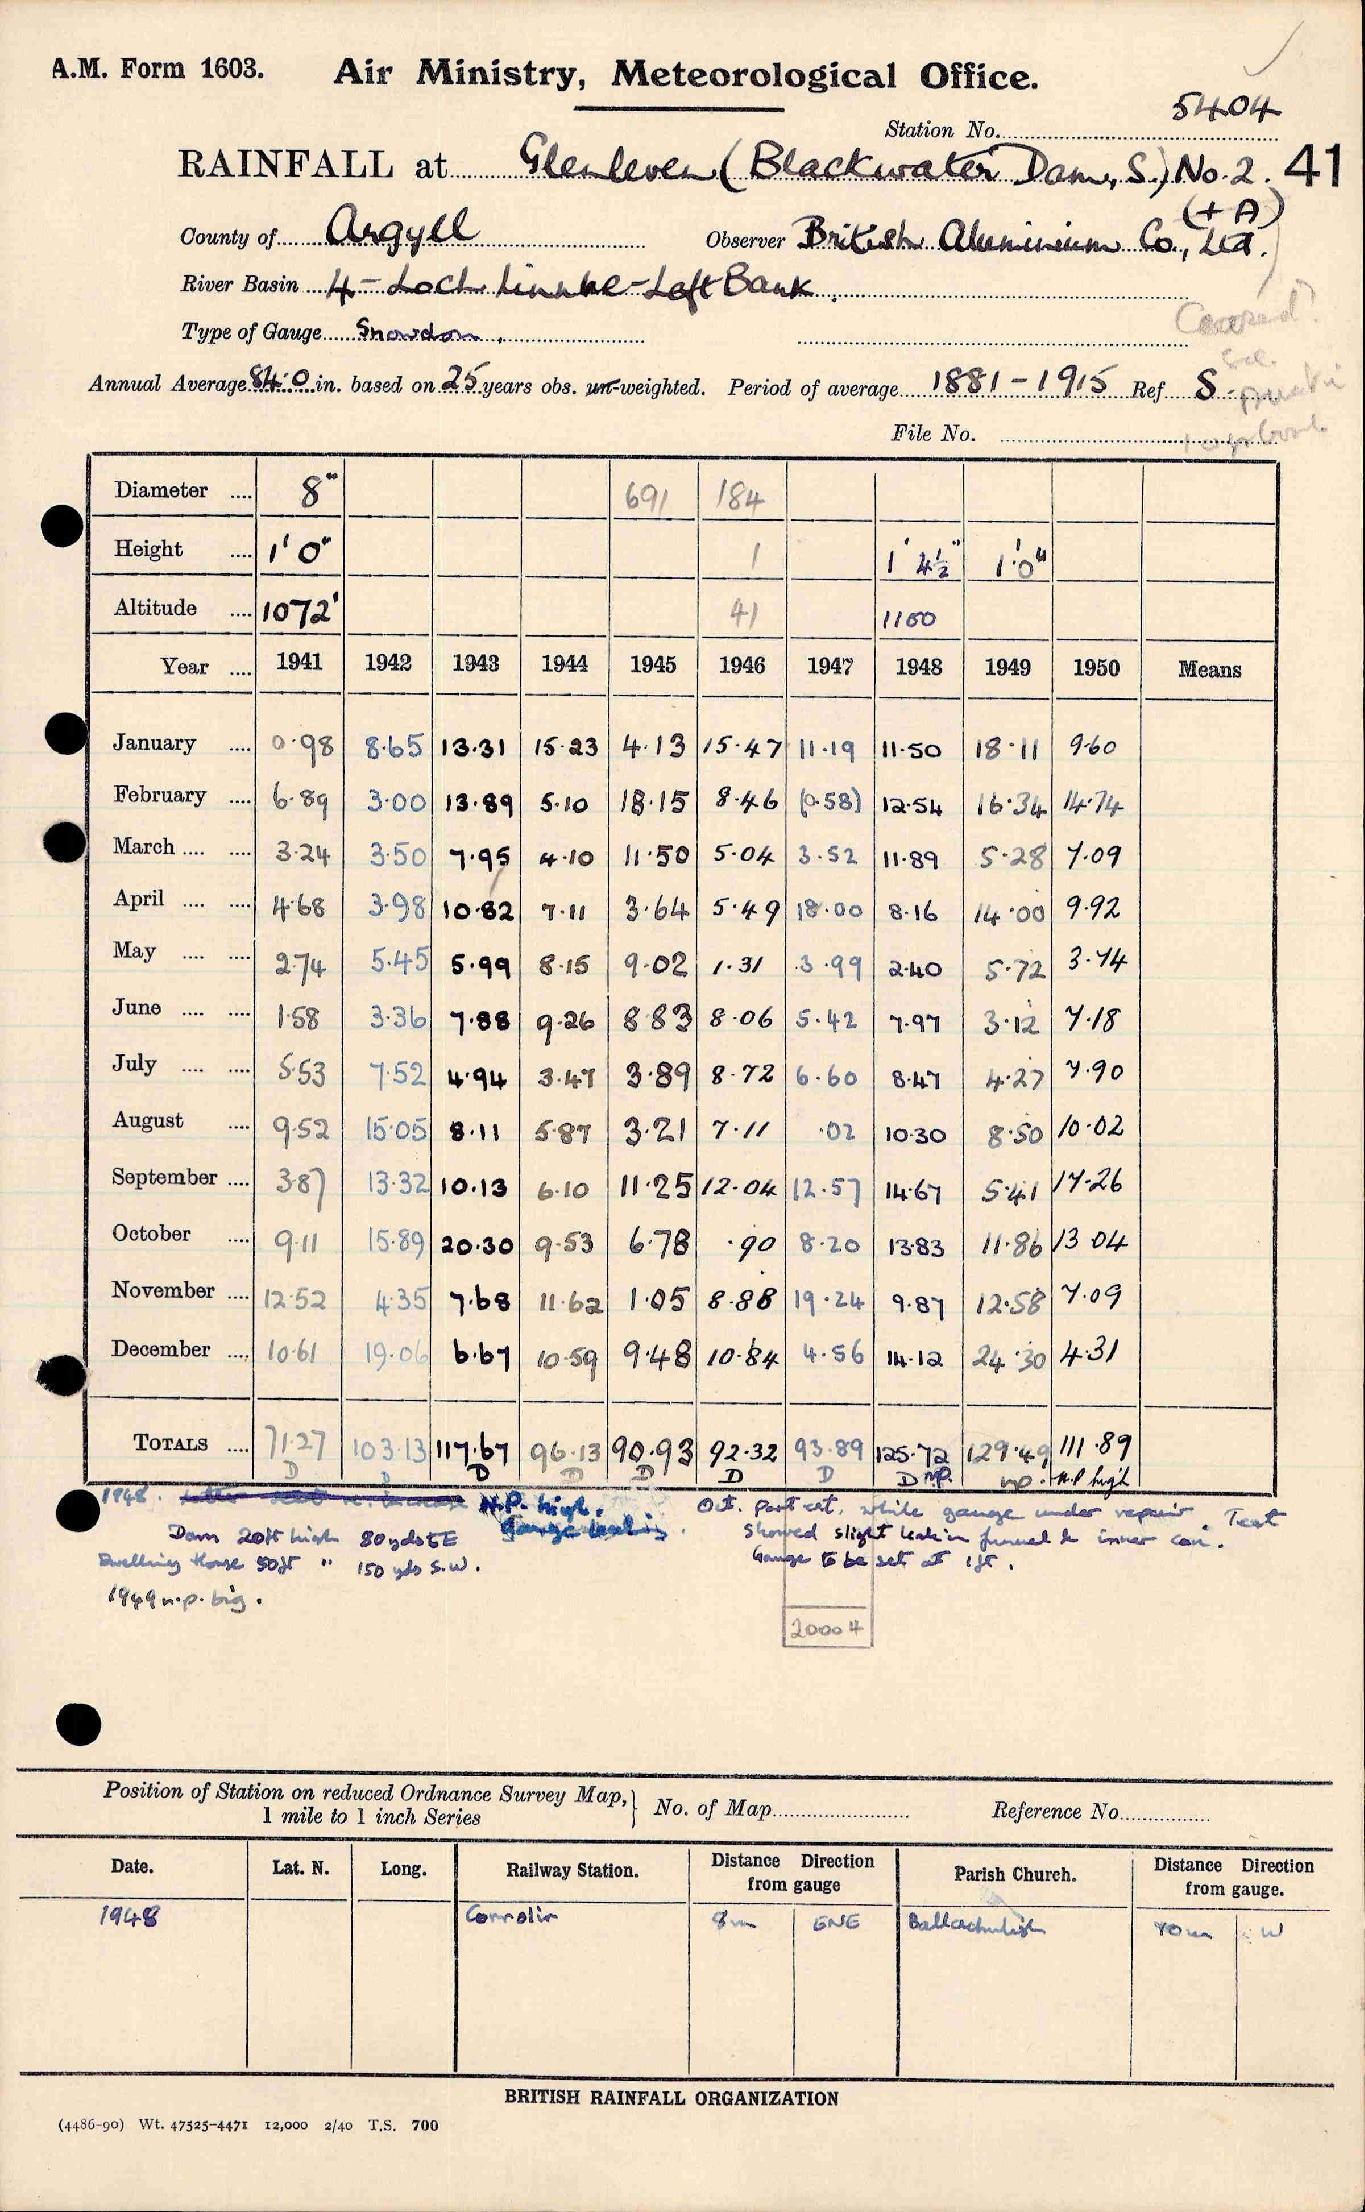 A.M. Form 1603. Air Ministry, Meteorological Office.
Station No. 5404
RAINFALL at Glenleven (Blackwater Dam, S.) No. 2. 41
(+A)
County of Argyll Observer British Aluminium Co., Ltd.
River Basin 4 - Loch Linnhe - Left Bank.
Type of Gauge Snowdon.
Annual Average 84.0 in. based on 25 years obs. un-weighted. Period of average 1881-1915 Ref S.
File No.
Diameter .... 8" 691 184
Height .... 1' 0" 1 1' 4½" 1' 0"
Altitude .... 1072' 41 1150
Year .... 1941 1942 1943 1944 1945 1946 1947 1948 1949 1950 Means
January .... 0.98 8.65 13.31 15.23 4.13 15.47 11.19 11.50 18.11 9.60
February .... 6.89 3.00 13.89 5.10 18.15 8.46 (0.58) 12.54 16.34 14.74
March .... .... 3.24 3.50 7.95 4.10 11.50 5.04 3.52 11.89 5.28 7.09
April .... .... 4.68 3.98 10.82 7.11 3.64 5.49 18.00 8.16 14.00 9.92
May .... .... 2.74 5.45 5.99 8.15 9.02 1.31 3.99 2.40 5.72 3.74
June .... .... 1.58 3.36 7.88 9.26 8.83 8.06 5.42 7.97 3.12 7.18
July .... .... 5.53 7.52 4.94 3.47 3.89 8.72 6.60 8.47 4.27 7.90
August .... 9.52 15.05 8.11 5.87 3.21 7.11 .02 10.30 8.50 10.02
September .... 3.87 13.32 10.13 6.10 11.25 12.04 12.57 14.67 5.41 17.26
October .... 9.11 15.89 20.30 9.53 6.78 .90 8.20 13.83 11.86 13.04
November .... 12.52 4.35 7.68 11.62 1.05 8.88 19.24 9.87 12.58 7.09
December .... 10.61 19.06 6.67 10.59 9.48 10.84 4.56 14.12 24.30 4.31
TOTALS .... 71.27 103.13 117.67 96.13 90.93 92.32 93.89 125.72 129.49 111.89
D D D D D D D D n.p. n.p. n.p high
1948. N.P. high. Oct. part est. while gauge under repair Test
Gauge leaking. showed slight leak in funnel & inner can.
Dam 20ft high 80 yds E Gauge to be set at 1 ft.
Dwelling House 50ft " 150 yds S.W.
1949 n.p. big.
20004
Position of Station on reduced Ordnance Survey Map, 1 mile to 1 inch Series No. of Map Reference No.
Date. Lat. N. Long. Railway Station. Distance Direction from gauge Parish Church. Distance Direction from gauge.
1948 Corrour 8m ENE Ballachulish 10m W
BRITISH RAINFALL ORGANIZATION
(4486-90) Wt. 47525-4471 12,000 2/40 T.S. 700